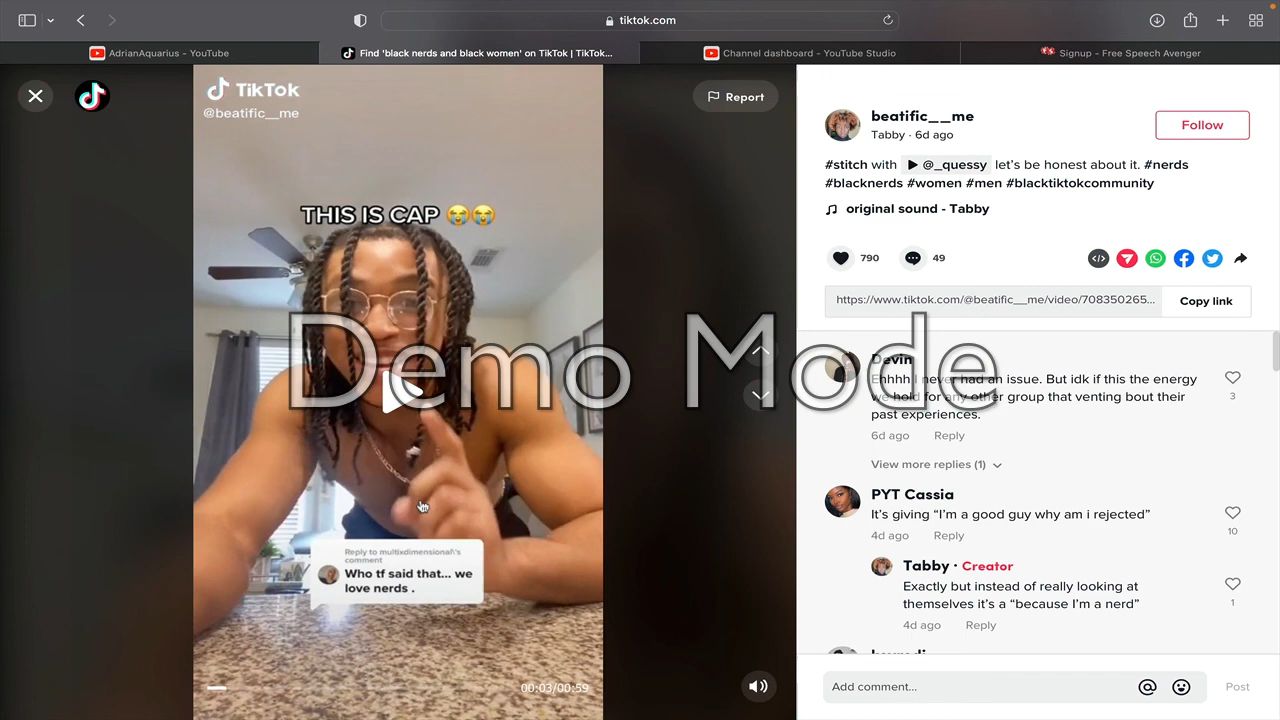 tiktok.com
AdrianAquarius - YouTube
Find 'black nerds and black women' on TikTok | TikTok...
Channel dashboard - YouTube Studio
Signup - Free Speech Avenger
TikTok
@beatific__me
Report
THIS IS CAP 😭😭
Demo Mode
Reply to multixdimensional\'s
comment
Who tf said that... we
love nerds .
00:03/00:59
beatific__me
Tabby · 6d ago
Follow
#stitch with @_quessy let's be honest about it. #nerds
#blacknerds #women #men #blacktiktokcommunity
original sound - Tabby
790
49
https://www.tiktok.com/@beatific__me/video/708350265...
Copy link
Devin
Ehhhh I never had an issue. But idk if this the energy
we hold for any other group that venting bout their
past experiences.
3
6d ago Reply
View more replies (1)
PYT Cassia
It's giving “I'm a good guy why am i rejected”
10
4d ago Reply
Tabby · Creator
Exactly but instead of really looking at
themselves it's a “because I'm a nerd”
1
4d ago Reply
Add comment...
Post